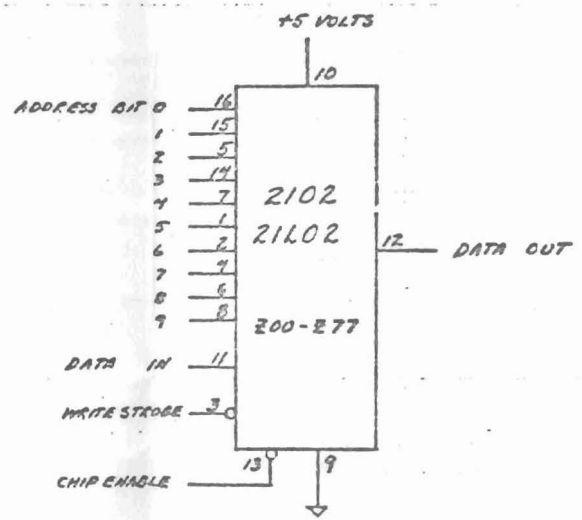 +5 VOLTS
10
ADDRESS BIT 0 16
1 15
2 5
3 14
4 7
5 1
6 2
7 4
8 6
9 8
2102
21L02
Z00-Z77
12 DATA OUT
DATA IN 11
WRITE STROBE 3
13 9
CHIP ENABLE